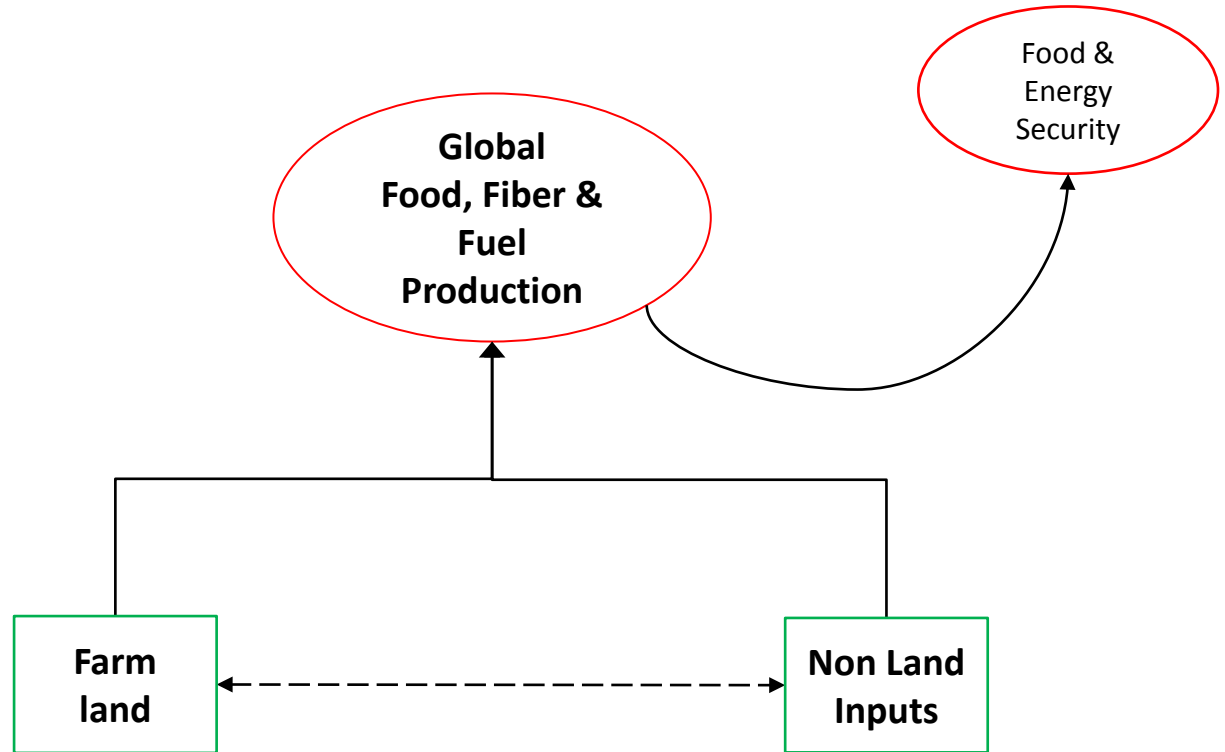 Food &
Energy
Security
Global
Food, Fiber &
Fuel
Production
Farm
land
Non Land
Inputs